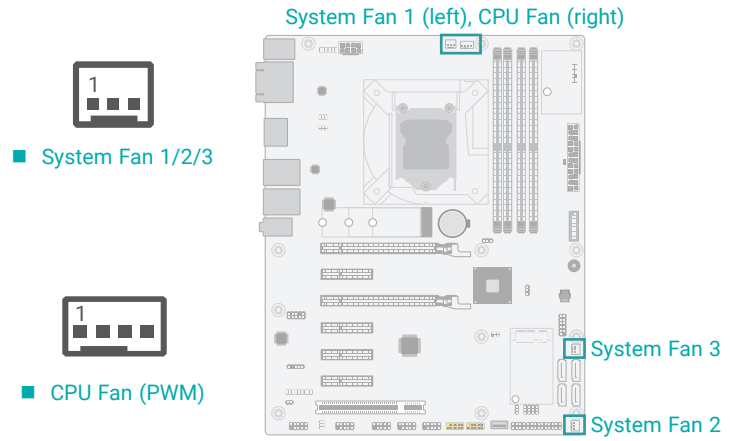 System Fan 1 (left), CPU Fan (right)
1
System Fan 1/2/3
1
CPU Fan (PWM)
System Fan 3
System Fan 2